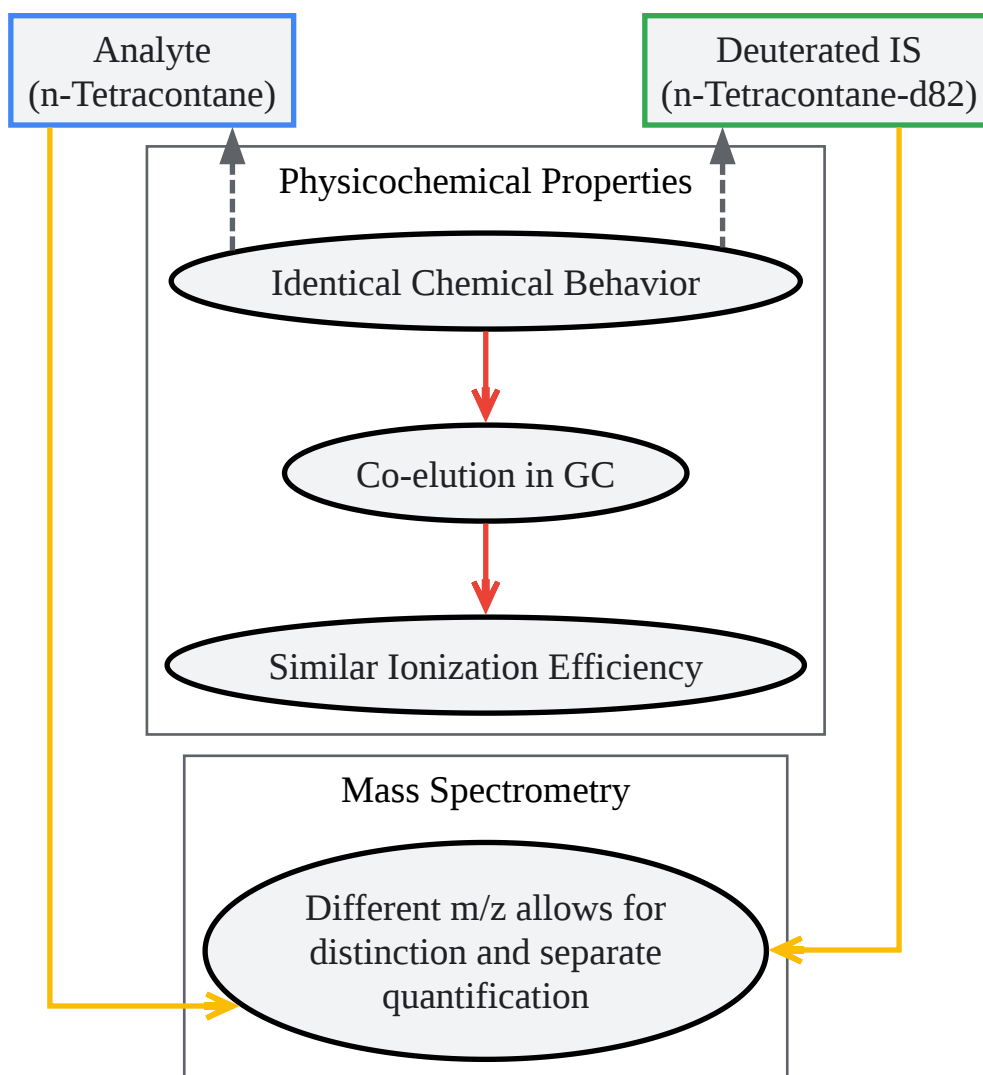 Analyte
(n-Tetracontane)
Deuterated IS
(n-Tetracontane-d82)
Physicochemical Properties
Identical Chemical Behavior
Co-elution in GC
Similar Ionization Efficiency
Mass Spectrometry
Different m/z allows for
distinction and separate
quantification